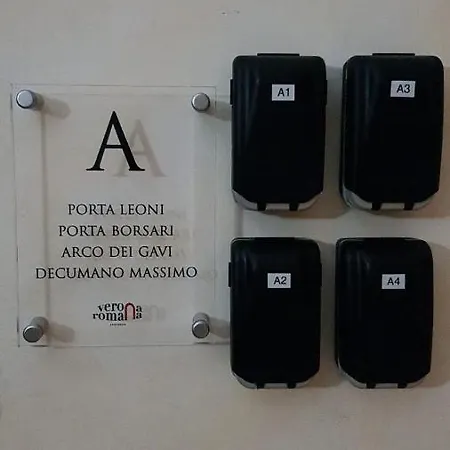 A
PORTA LEONI
PORTA BORSARI
ARCO DEI GAVI
DECUMANO MASSIMO
verona
romana
A1
A3
A2
A4